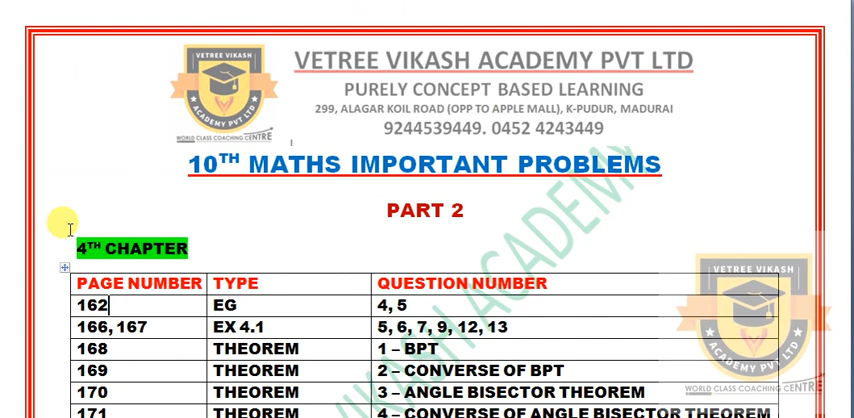 VETREE VIKASH
ACADEMY PVT LTD
WORLD CLASS COACHING CENTRE
VETREE VIKASH ACADEMY PVT LTD
PURELY CONCEPT BASED LEARNING
299, ALAGAR KOIL ROAD (OPP TO APPLE MALL), K-PUDUR, MADURAI
9244539449. 0452 4243449
10TH MATHS IMPORTANT PROBLEMS
PART 2
4TH CHAPTER
PAGE NUMBER TYPE QUESTION NUMBER
162 EG 4, 5
166, 167 EX 4.1 5, 6, 7, 9, 12, 13
168 THEOREM 1 – BPT
169 THEOREM 2 – CONVERSE OF BPT
170 THEOREM 3 – ANGLE BISECTOR THEOREM
171 THEOREM 4 – CONVERSE OF ANGLE BISECTOR THEOREM
VIKASH ACADEMY
VETREE VIKASH
ACADEMY PVT LTD
WORLD CLASS COACHING CENTRE